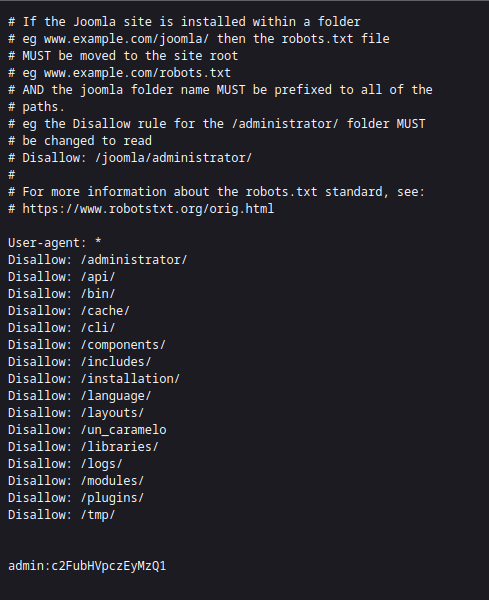 # If the Joomla site is installed within a folder
# eg www.example.com/joomla/ then the robots.txt file
# MUST be moved to the site root
# eg www.example.com/robots.txt
# AND the joomla folder name MUST be prefixed to all of the
# paths.
# eg the Disallow rule for the /administrator/ folder MUST
# be changed to read
# Disallow: /joomla/administrator/
#
# For more information about the robots.txt standard, see:
# https://www.robotstxt.org/orig.html

User-agent: *
Disallow: /administrator/
Disallow: /api/
Disallow: /bin/
Disallow: /cache/
Disallow: /cli/
Disallow: /components/
Disallow: /includes/
Disallow: /installation/
Disallow: /language/
Disallow: /layouts/
Disallow: /un_caramelo
Disallow: /libraries/
Disallow: /logs/
Disallow: /modules/
Disallow: /plugins/
Disallow: /tmp/

admin:c2FubHVpczEyMzQ1